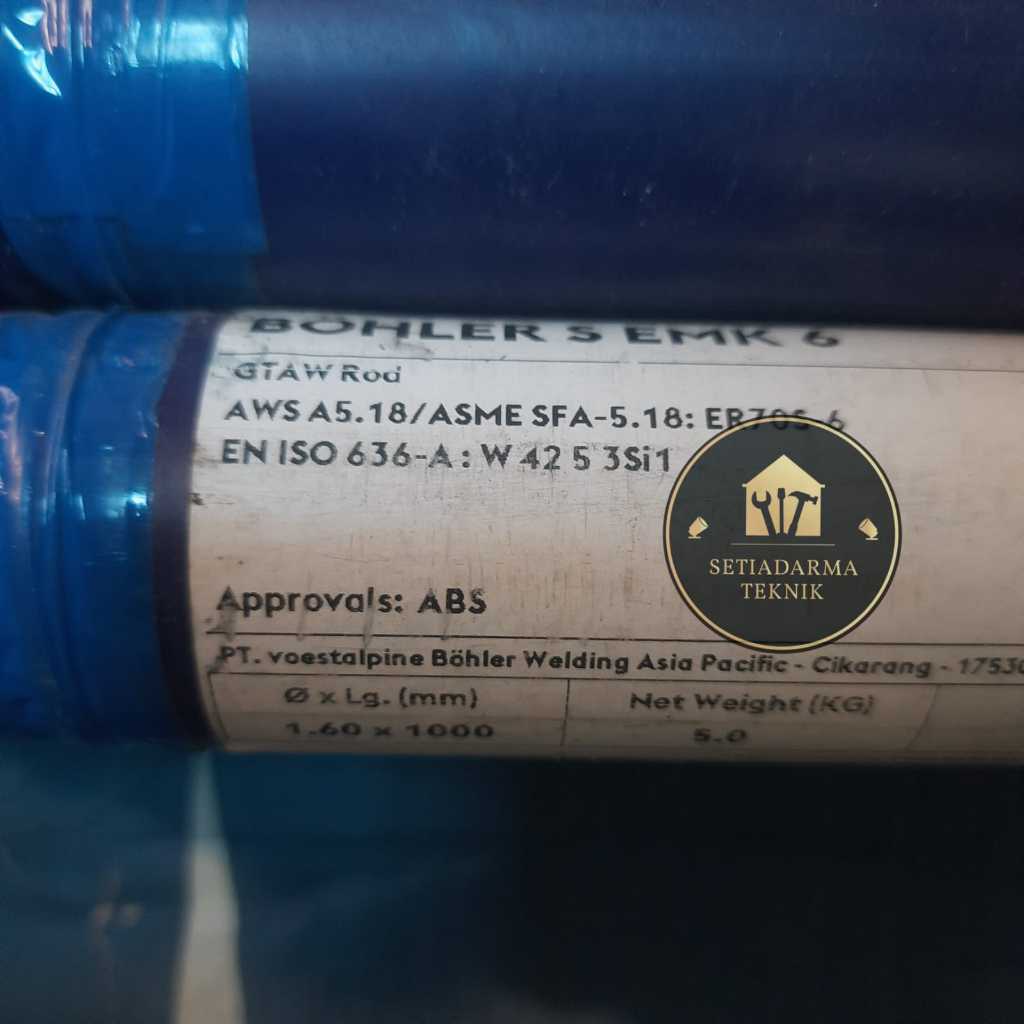 BÖHLER S EMK 6
GTAW Rod
AWS A5.18/ASME SFA-5.18: ER70S-6
EN ISO 636-A : W 42 5 3Si1
SETIADARMA
TEKNIK
Approvals: ABS
PT. voestalpine Böhler Welding Asia Pacific - Cikarang - 17530
Ø x Lg. (mm) Net Weight (KG)
1.60 x 1000 5.0